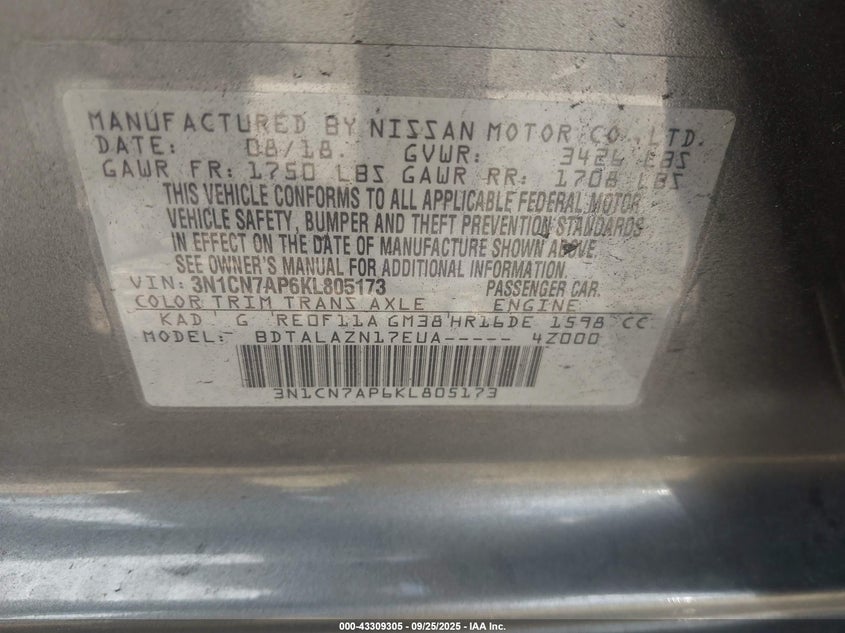 MANUFACTURED BY NISSAN MOTOR CO., LTD.
DATE: 08/18. GVWR: 3426 LBS
GAWR FR: 1750 LBS GAWR RR: 1708 LBS
THIS VEHICLE CONFORMS TO ALL APPLICABLE FEDERAL MOTOR
VEHICLE SAFETY, BUMPER AND THEFT PREVENTION STANDARDS
IN EFFECT ON THE DATE OF MANUFACTURE SHOWN ABOVE.
SEE OWNER'S MANUAL FOR ADDITIONAL INFORMATION
VIN: 3N1CN7AP6KL805173 PASSENGER CAR.
COLOR TRIM TRANS AXLE ENGINE
KAD G RE0F11A GM38 HR16DE 1598 CC
MODEL: BDTALAZN17EUA----- 4Z000
3N1CN7AP6KL805173
000-43309305 - 09/25/2025 - IAA Inc.